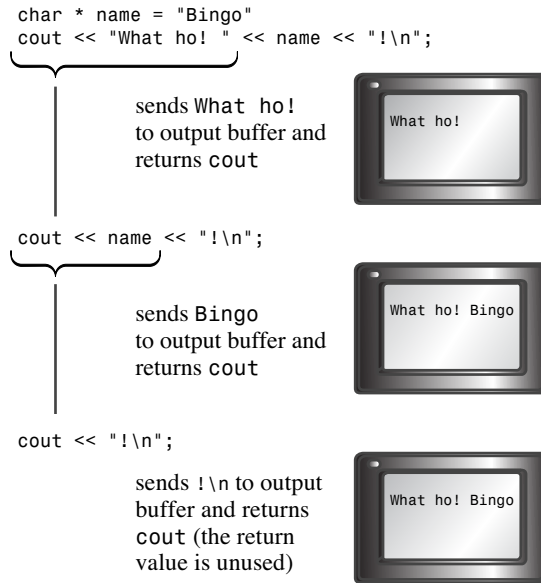 char * name = "Bingo"
cout << "What ho! " << name << "!\n";
sends What ho!
to output buffer and
returns cout
What ho!
cout << name << "!\n";
sends Bingo
to output buffer and
returns cout
What ho! Bingo
cout << "!\n";
sends !\n to output
buffer and returns
cout (the return
value is unused)
What ho! Bingo